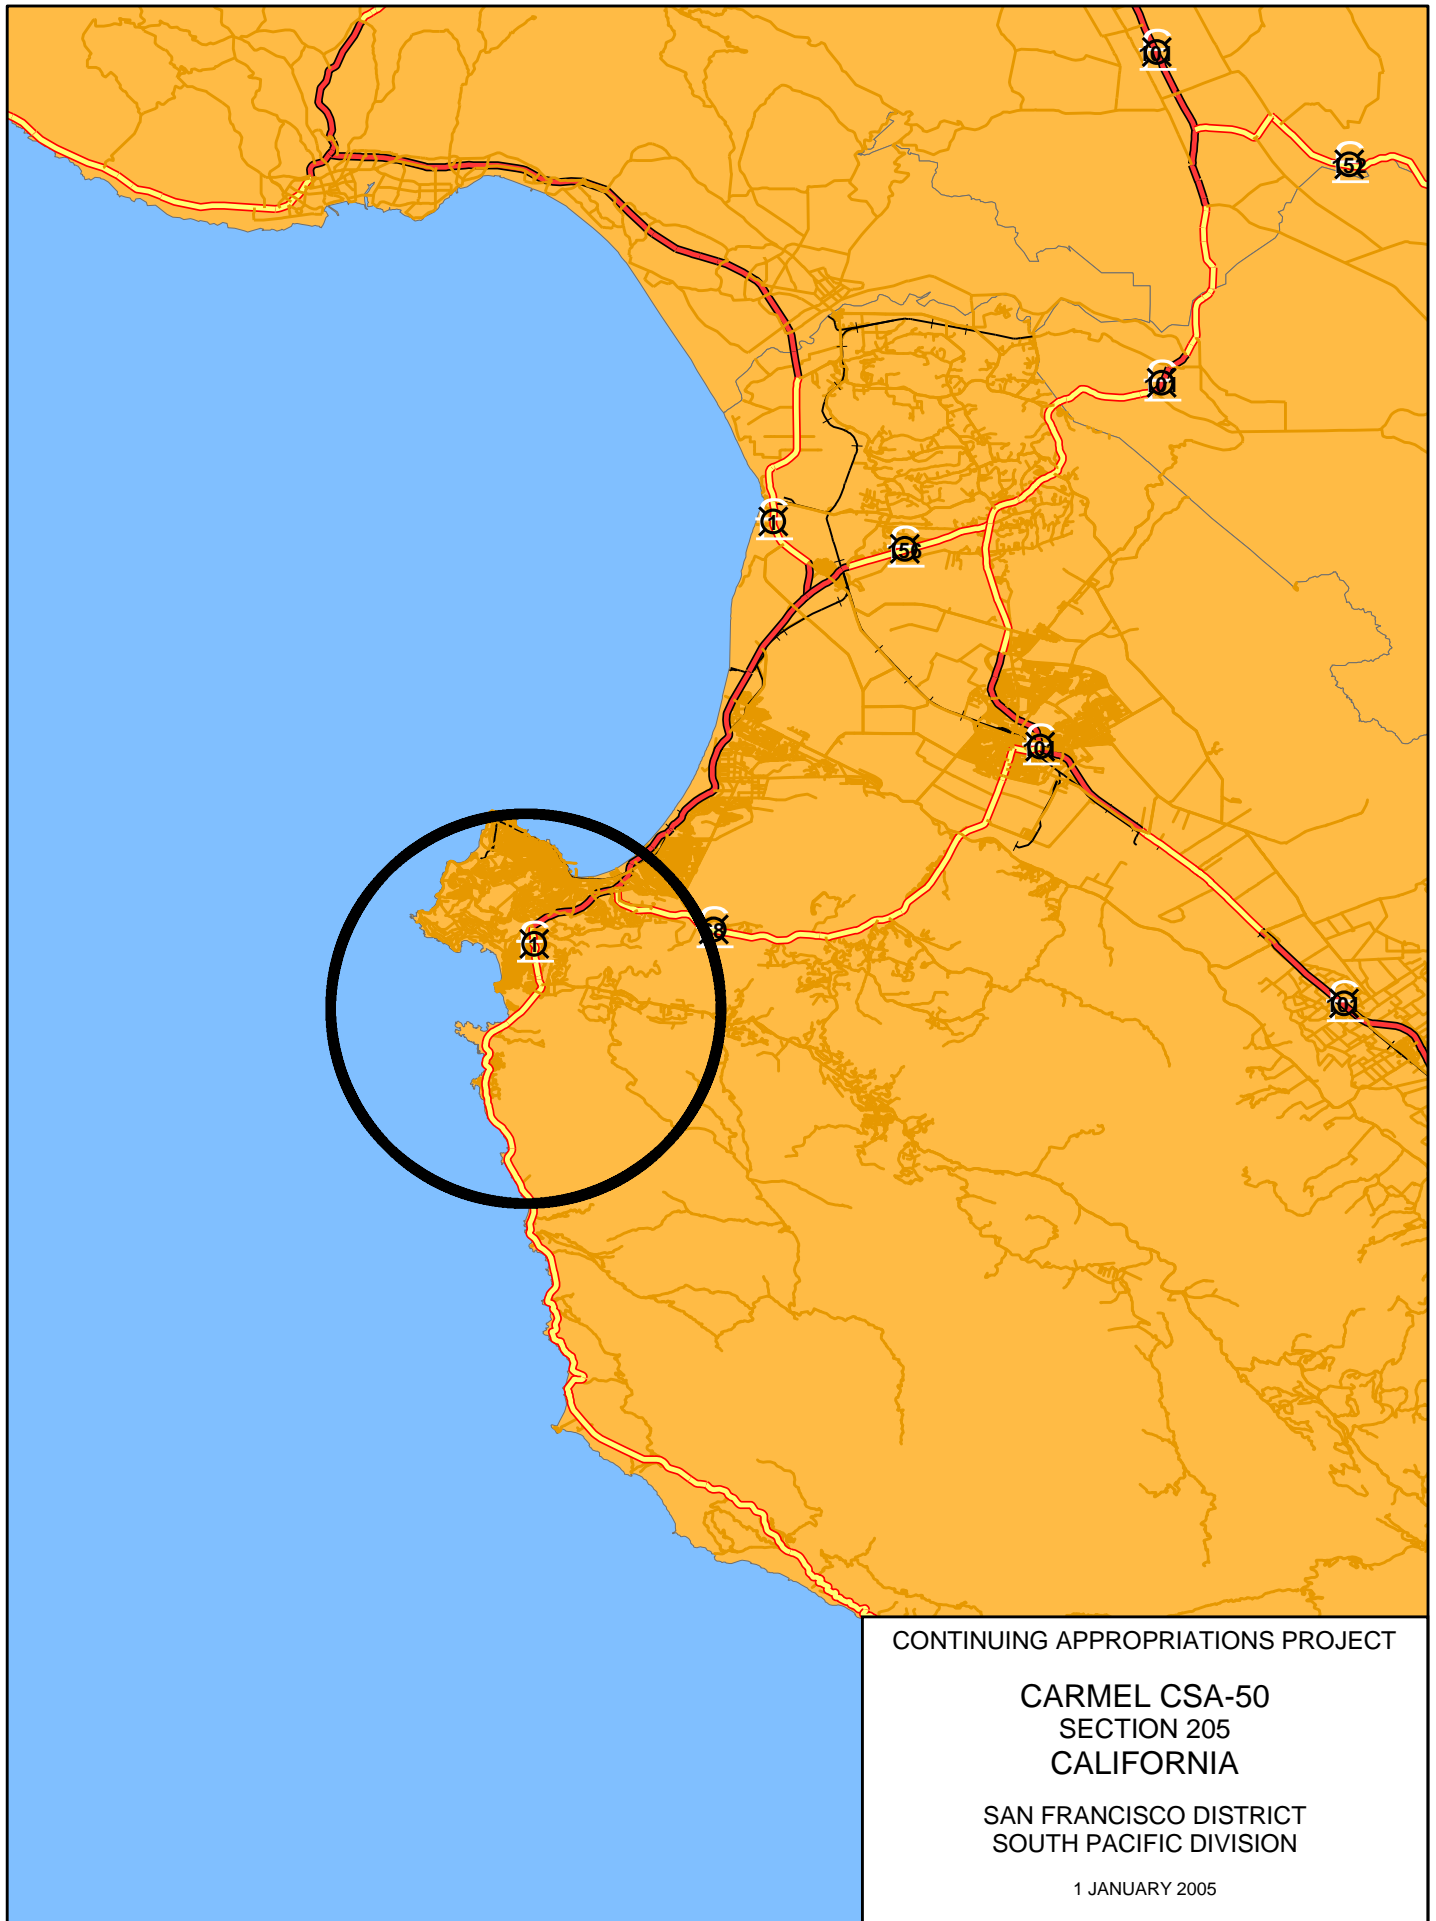 101
152
101
1
156
101
68
1
101
CONTINUING APPROPRIATIONS PROJECT
CARMEL CSA-50
SECTION 205
CALIFORNIA
SAN FRANCISCO DISTRICT
SOUTH PACIFIC DIVISION
1 JANUARY 2005